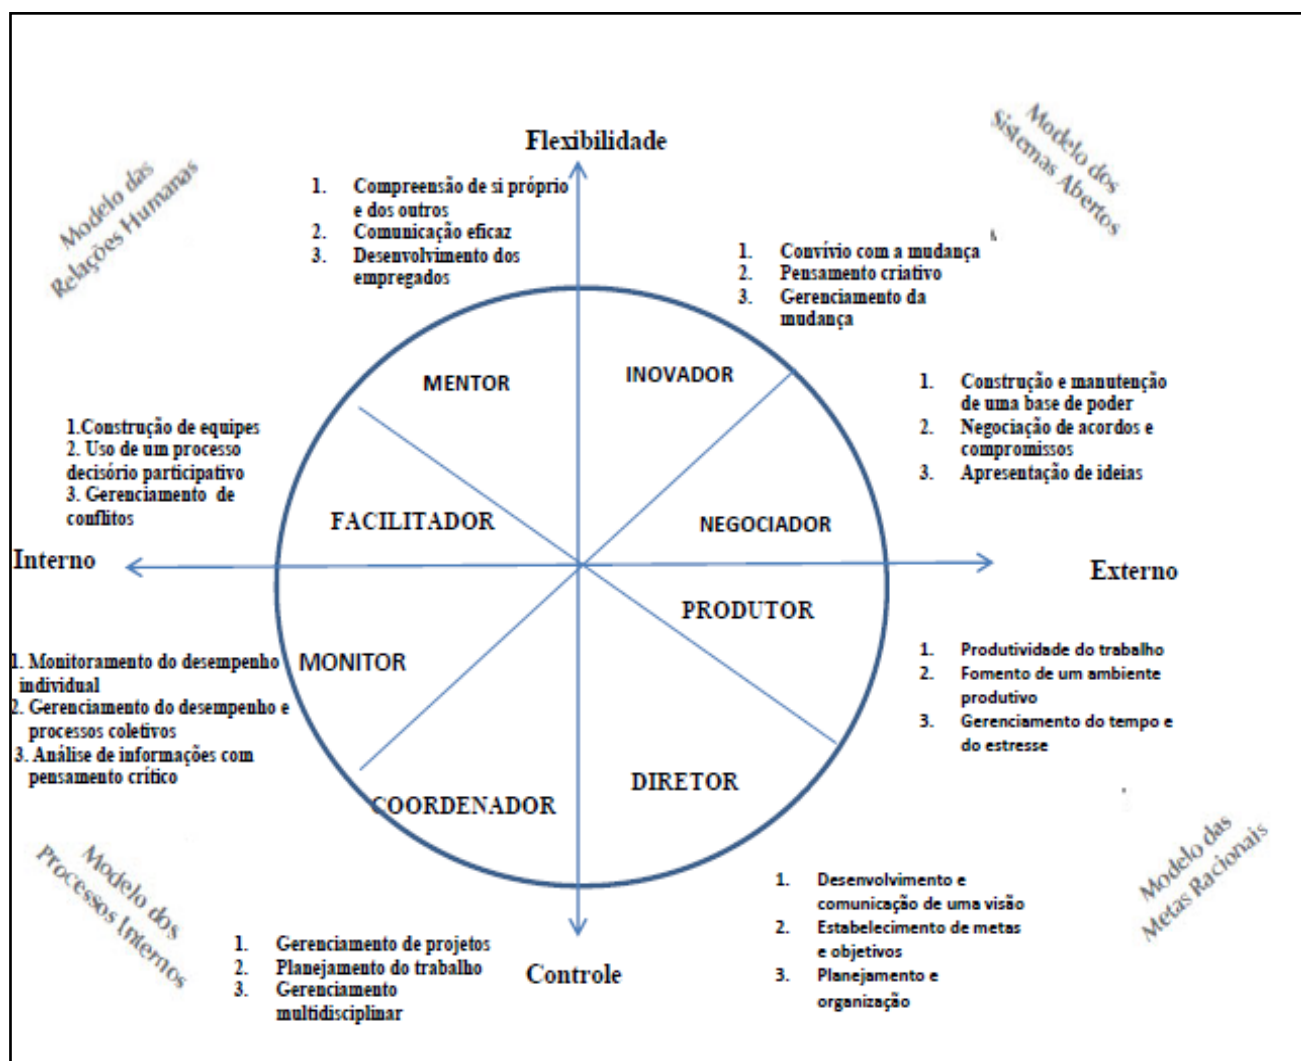 Modelo das
Relações Humanas
Modelo dos
Sistemas Abertos
Flexibilidade
1. Compreensão de si próprio
e dos outros
2. Comunicação eficaz
3. Desenvolvimento dos
empregados
1. Convívio com a mudança
2. Pensamento criativo
3. Gerenciamento da
mudança
MENTOR
INOVADOR
1. Construção e manutenção
de uma base de poder
2. Negociação de acordos e
compromissos
3. Apresentação de ideias
1.Construção de equipes
2. Uso de um processo
decisório participativo
3. Gerenciamento de
conflitos
FACILITADOR
NEGOCIADOR
Interno
Externo
PRODUTOR
MONITOR
1. Monitoramento do desempenho
individual
2. Gerenciamento do desempenho e
processos coletivos
3. Análise de informações com
pensamento crítico
1. Produtividade do trabalho
2. Fomento de um ambiente
produtivo
3. Gerenciamento do tempo e
do estresse
COORDENADOR
DIRETOR
Modelo dos
Processos Internos
Modelo das
Metas Racionais
1. Gerenciamento de projetos
2. Planejamento do trabalho
3. Gerenciamento
multidisciplinar
Controle
1. Desenvolvimento e
comunicação de uma visão
2. Estabelecimento de metas
e objetivos
3. Planejamento e
organização